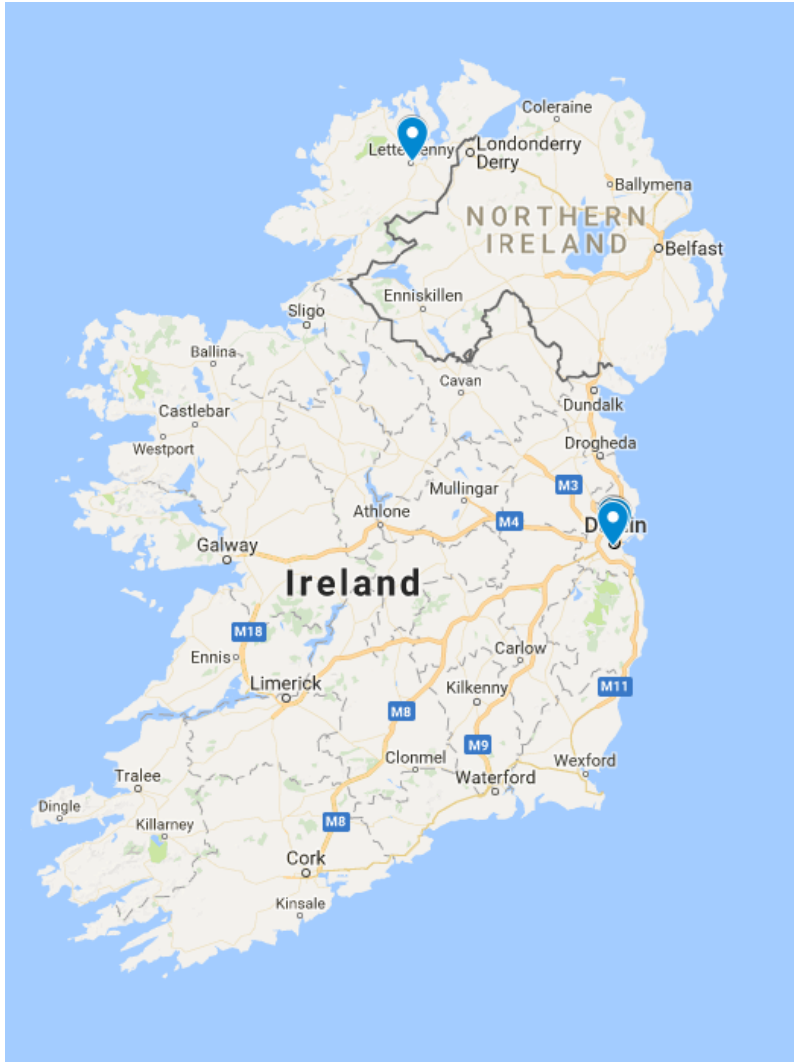 Coleraine
Londonderry
Derry
Ballymena
NORTHERN
IRELAND
Belfast
Enniskillen
Sligo
Ballina
Cavan
Dundalk
Castlebar
Westport
Drogheda
M3
Mullingar
Athlone
M4
Galway
Ireland
M18
Ennis
Carlow
Limerick
Kilkenny
M11
M8
M9
Clonmel
Wexford
Tralee
Waterford
Dingle
Killarney
M8
Cork
Kinsale